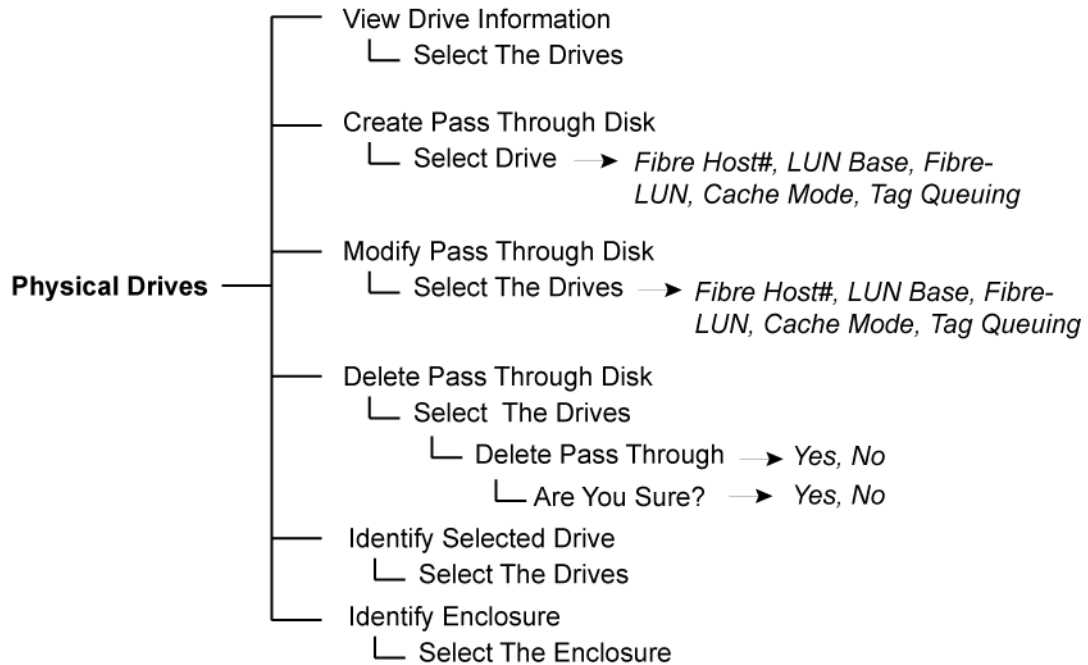 View Drive Information
Select The Drives
Create Pass Through Disk
Select Drive
Fibre Host#, LUN Base, Fibre-
LUN, Cache Mode, Tag Queuing
Modify Pass Through Disk
Physical Drives
Select The Drives
Fibre Host#, LUN Base, Fibre-
LUN, Cache Mode, Tag Queuing
Delete Pass Through Disk
Select The Drives
Delete Pass Through
Yes, No
Are You Sure?
Yes, No
Identify Selected Drive
Select The Drives
Identify Enclosure
Select The Enclosure